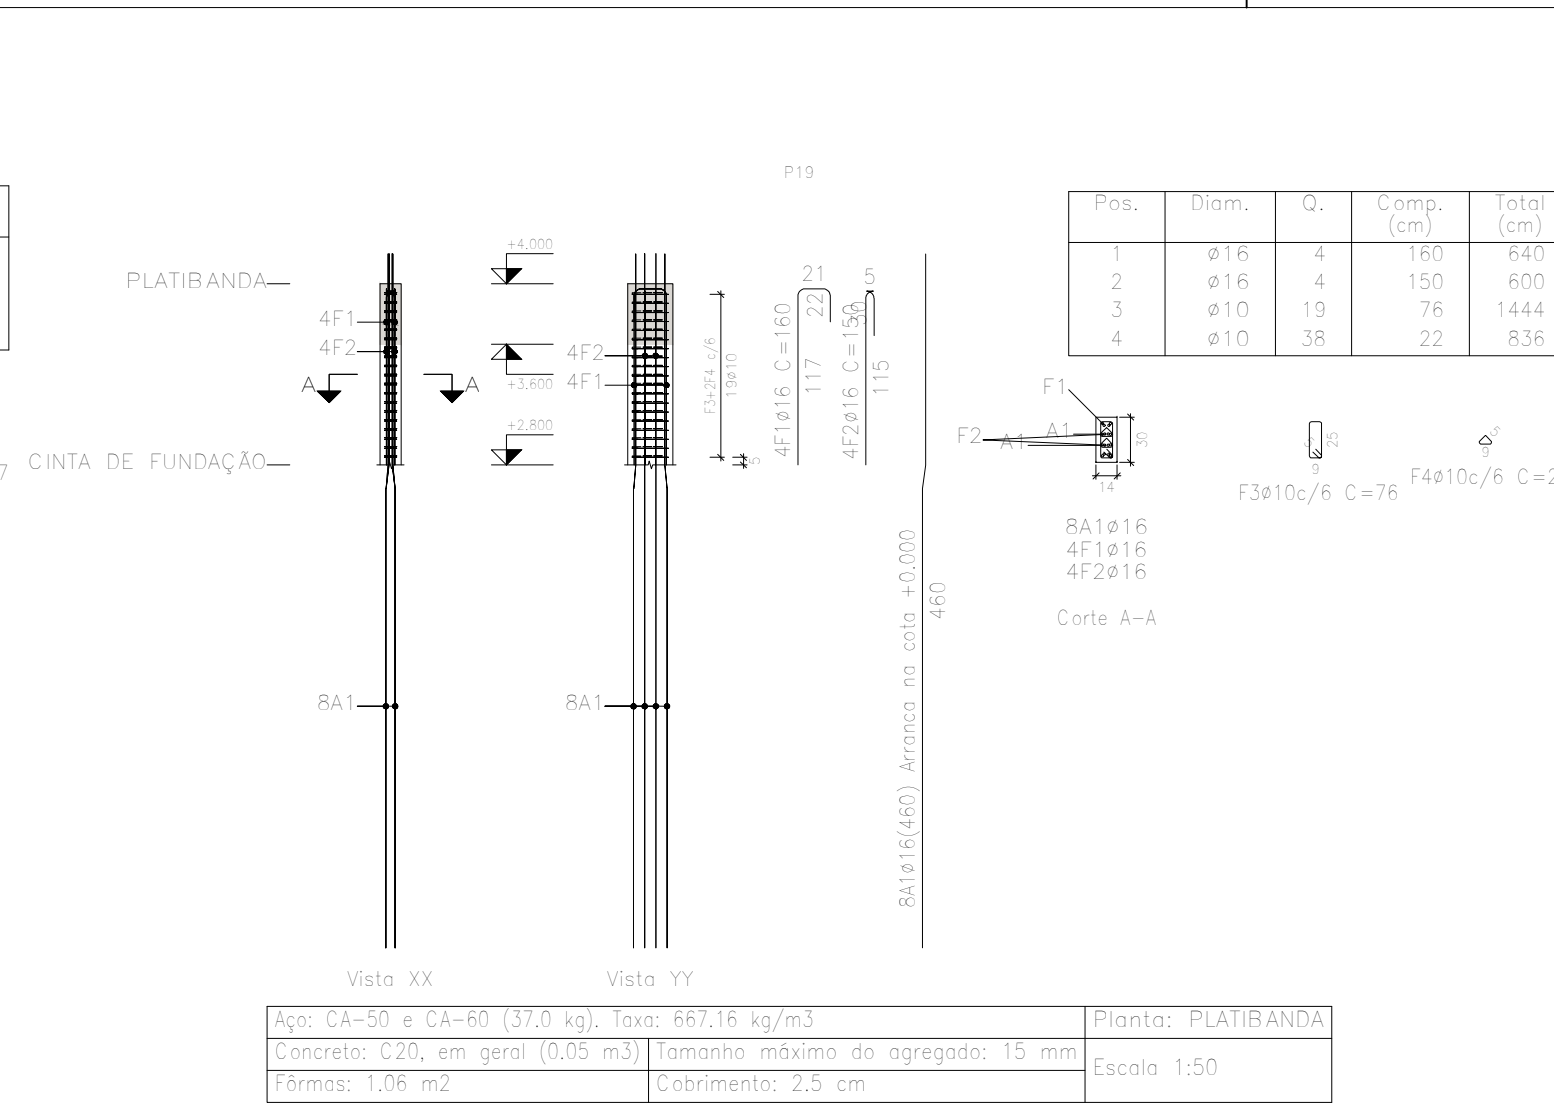 P19
Pos. Diam. Q. Comp. (cm) Total (cm)
1 ø16 4 160 640
2 ø16 4 150 600
3 ø10 19 76 1444
4 ø10 38 22 836
PLATIBANDA
CINTA DE FUNDAÇÃO
7
4F1
4F2
A
A
8A1
Vista XX
+4.000
+3.600
+2.800
4F2
4F1
8A1
Vista YY
F3+2F4 c/6
19ø10
5
4F1ø16 C=160
21
22
117
4F2ø16 C=150
5
30
115
8A1ø16(460) Arranca na cota +0.000
460
F1
F2
A1
A1
30
14
8A1ø16
4F1ø16
4F2ø16
Corte A-A
5
25
9
F3ø10c/6 C=76
5
9
F4ø10c/6 C=2
Aço: CA-50 e CA-60 (37.0 kg). Taxa: 667.16 kg/m3
Planta: PLATIBANDA
Concreto: C20, em geral (0.05 m3)
Tamanho máximo do agregado: 15 mm
Escala 1:50
Fôrmas: 1.06 m2
Cobrimento: 2.5 cm